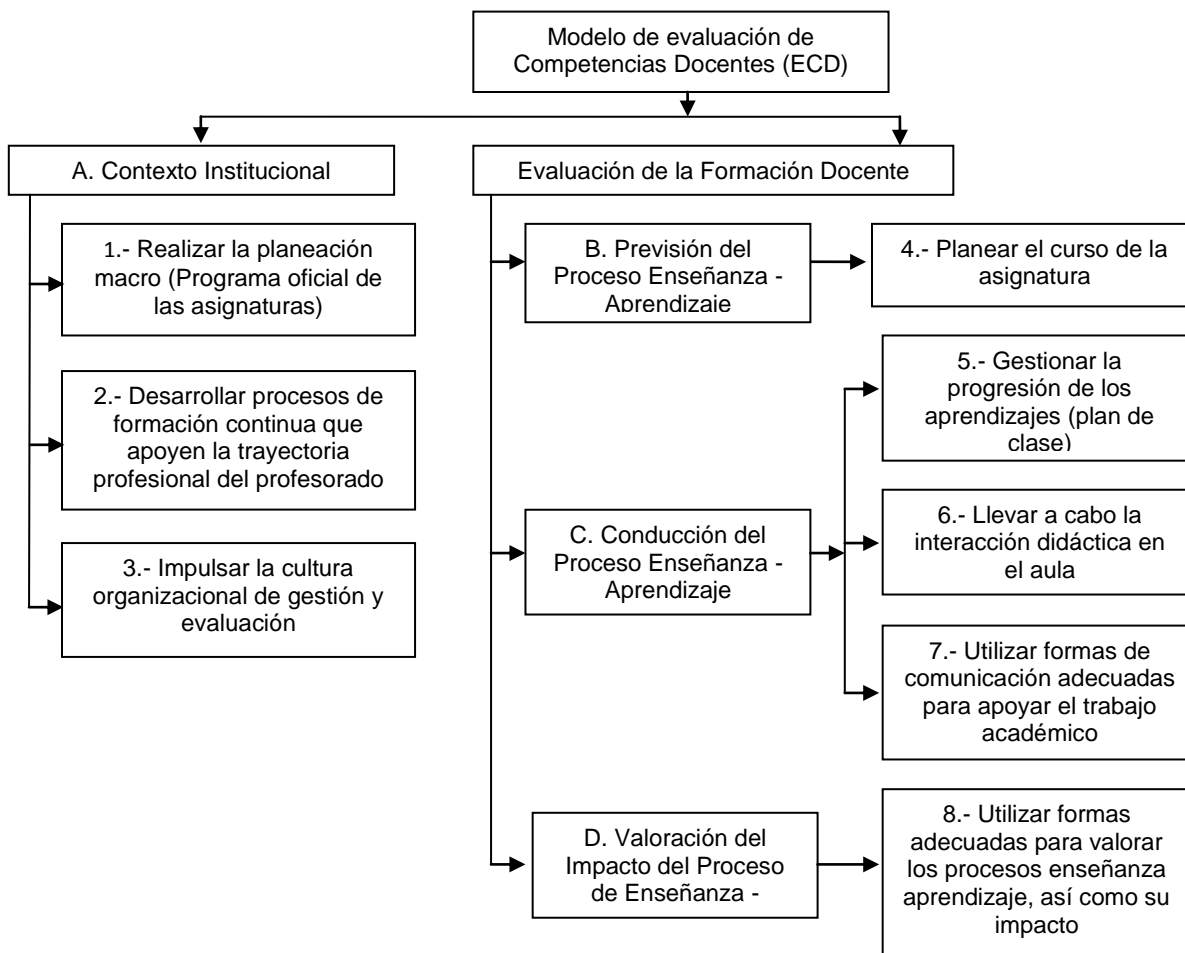 Modelo de evaluación de
Competencias Docentes (ECD)
A. Contexto Institucional
1.- Realizar la planeación
macro (Programa oficial de
las asignaturas)
2.- Desarrollar procesos de
formación continua que
apoyen la trayectoria
profesional del profesorado
3.- Impulsar la cultura
organizacional de gestión y
evaluación
Evaluación de la Formación Docente
B. Previsión del
Proceso Enseñanza -
Aprendizaje
4.- Planear el curso de la
asignatura
C. Conducción del
Proceso Enseñanza -
Aprendizaje
5.- Gestionar la
progresión de los
aprendizajes (plan de
clase)
6.- Llevar a cabo la
interacción didáctica en
el aula
7.- Utilizar formas de
comunicación adecuadas
para apoyar el trabajo
académico
D. Valoración del
Impacto del Proceso
de Enseñanza -
8.- Utilizar formas
adecuadas para valorar
los procesos enseñanza
aprendizaje, así como su
impacto